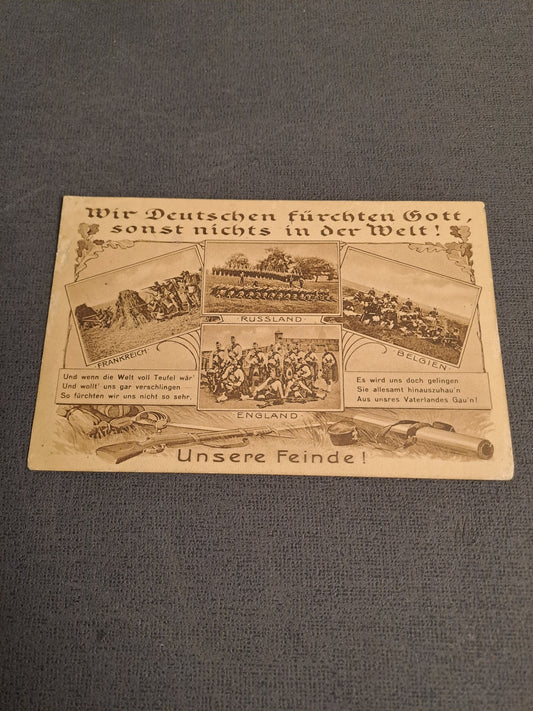 Wir Deutschen fürchten Gott,
sonst nichts in der Welt!
FRANKREICH
RUSSLAND
BELGIEN
Und wenn die Welt voll Teufel wär'
Und wollt' uns gar verschlingen
So fürchten wir uns nicht so sehr,
ENGLAND
Es wird uns doch gelingen
Sie allesamt hinauszuhau'n
Aus unsres Vaterlandes Gau'n!
Unsere Feinde!